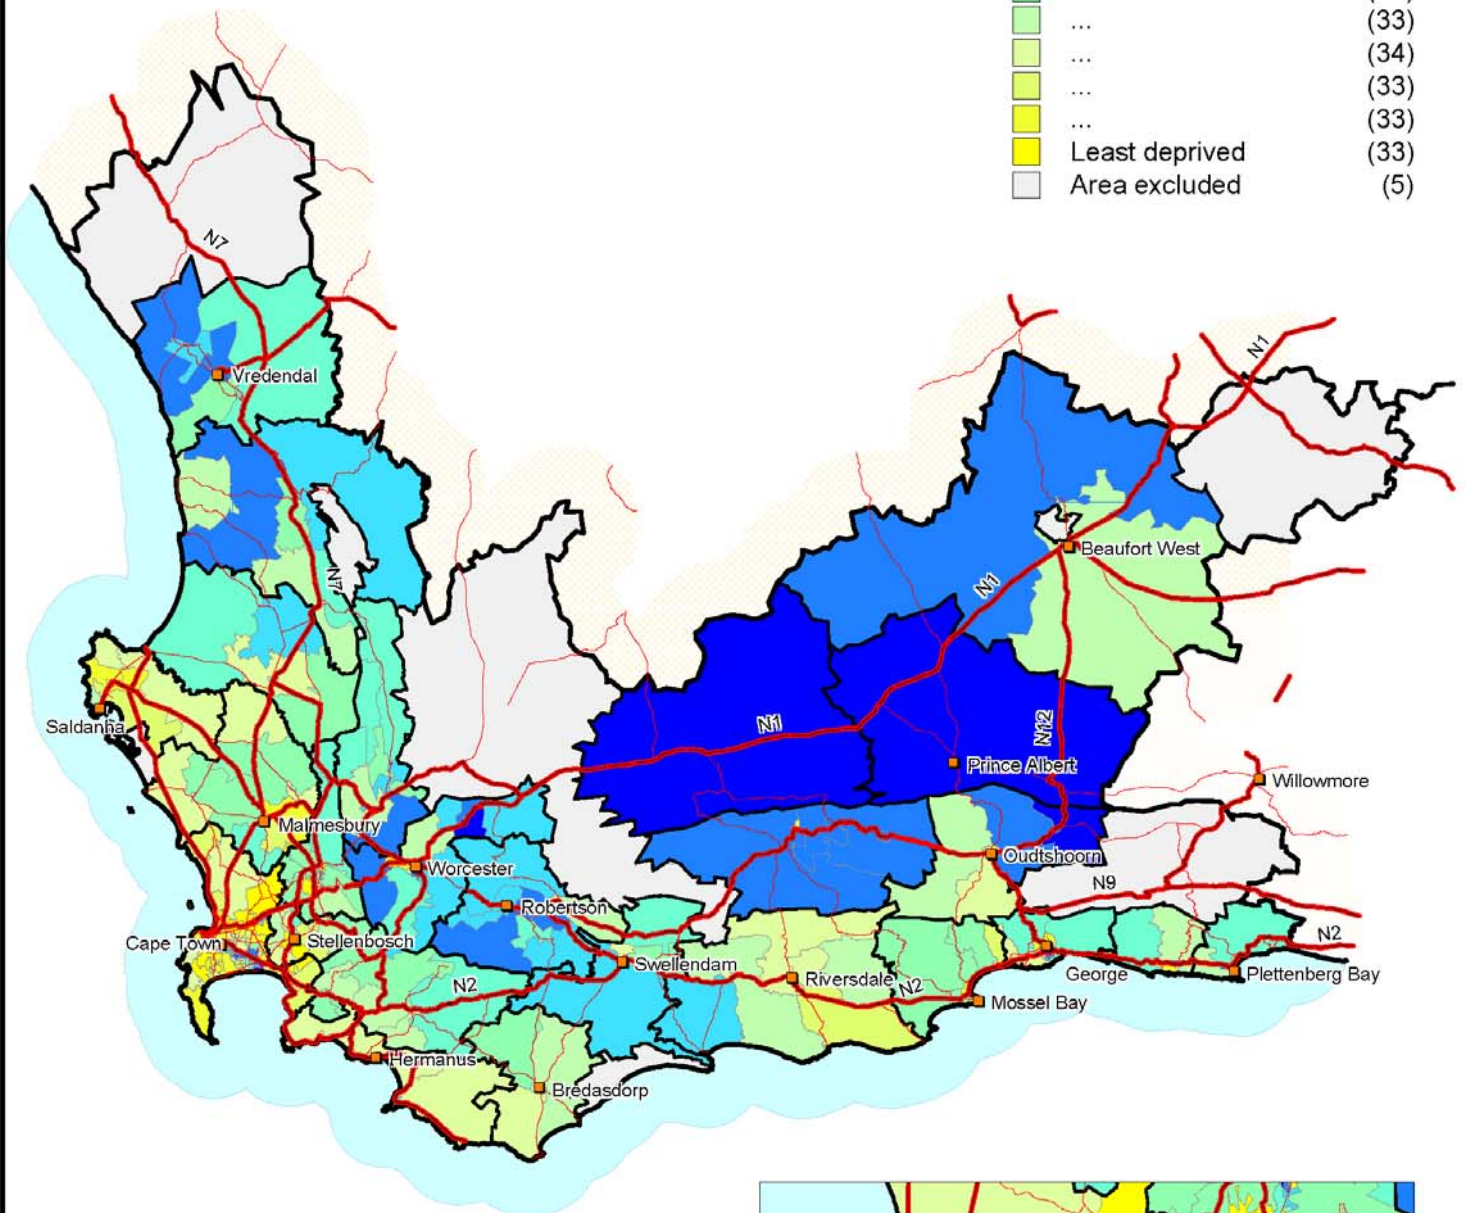 ... (33)
... (34)
... (33)
... (33)
Least deprived (33)
Area excluded (5)
N7
N1
Vredendal
Beaufort West
N7
N1
Saldanha
N1
N12
Prince Albert
Willowmore
Malmesbury
Oudtshoorn
Worcester
N9
Robertson
Cape Town
Stellenbosch
N2
Swellendam
George
Plettenberg Bay
N2
Riversdale
N2
Mossel Bay
Hermanus
Bredasdorp